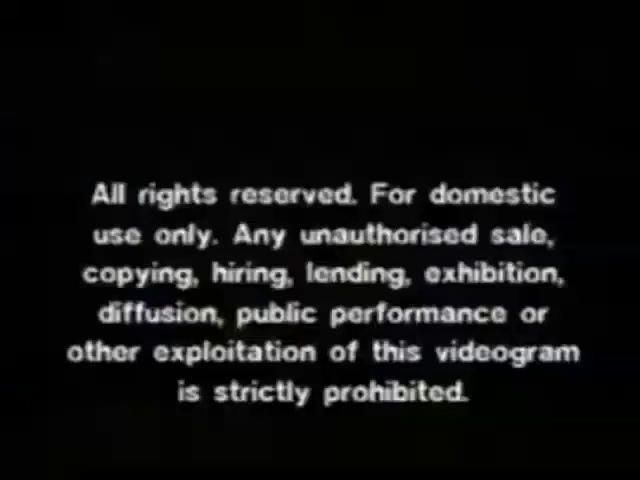 All rights reserved. For domestic
use only. Any unauthorised sale,
copying, hiring, lending, exhibition,
diffusion, public performance or
other exploitation of this videogram
is strictly prohibited.